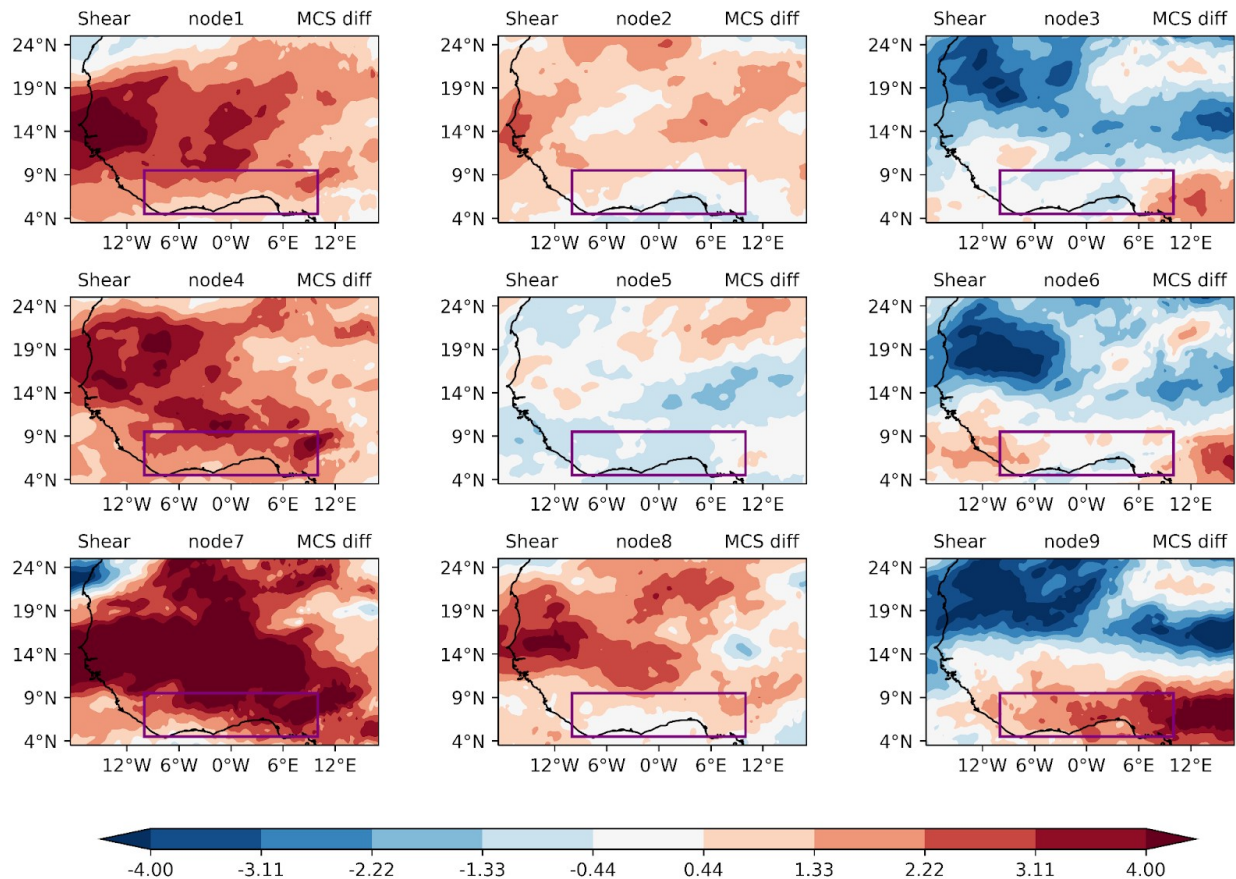 Shear node1 MCS diff
Shear node2 MCS diff
Shear node3 MCS diff
24°N
19°N
14°N
9°N
4°N
12°W 6°W 0°W 6°E 12°E
24°N
19°N
14°N
9°N
4°N
12°W 6°W 0°W 6°E 12°E
24°N
19°N
14°N
9°N
4°N
12°W 6°W 0°W 6°E 12°E
Shear node4 MCS diff
Shear node5 MCS diff
Shear node6 MCS diff
24°N
19°N
14°N
9°N
4°N
12°W 6°W 0°W 6°E 12°E
24°N
19°N
14°N
9°N
4°N
12°W 6°W 0°W 6°E 12°E
24°N
19°N
14°N
9°N
4°N
12°W 6°W 0°W 6°E 12°E
Shear node7 MCS diff
Shear node8 MCS diff
Shear node9 MCS diff
24°N
19°N
14°N
9°N
4°N
12°W 6°W 0°W 6°E 12°E
24°N
19°N
14°N
9°N
4°N
12°W 6°W 0°W 6°E 12°E
24°N
19°N
14°N
9°N
4°N
12°W 6°W 0°W 6°E 12°E
-4.00 -3.11 -2.22 -1.33 -0.44 0.44 1.33 2.22 3.11 4.00